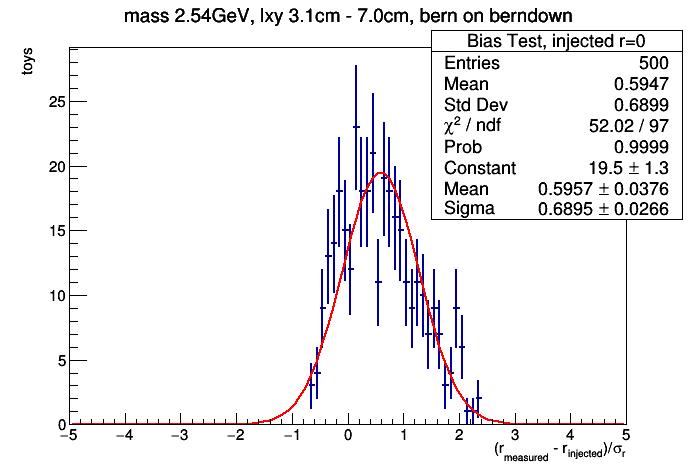 mass 2.54GeV, lxy 3.1cm - 7.0cm, bern on berndown
Bias Test, injected r=0
Entries 500
Mean 0.5947
Std Dev 0.6899
χ² / ndf 52.02 / 97
Prob 0.9999
Constant 19.5 ± 1.3
Mean 0.5957 ± 0.0376
Sigma 0.6895 ± 0.0266
toys
25
20
15
10
5
0
−5 −4 −3 −2 −1 0 1 2 3 4 5
(r_measured - r_injected)/σ_r